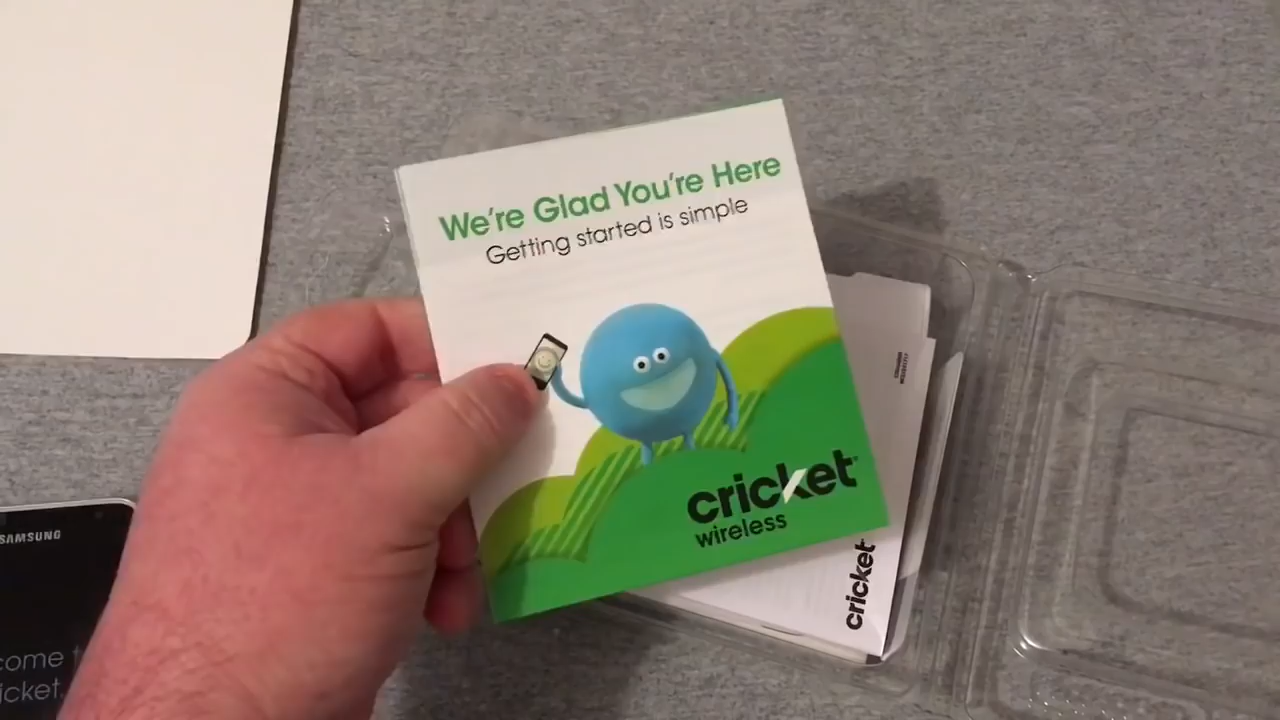 We're Glad You're Here
Getting started is simple
cricket
wireless
cricket
SAMSUNG
come t
icket.